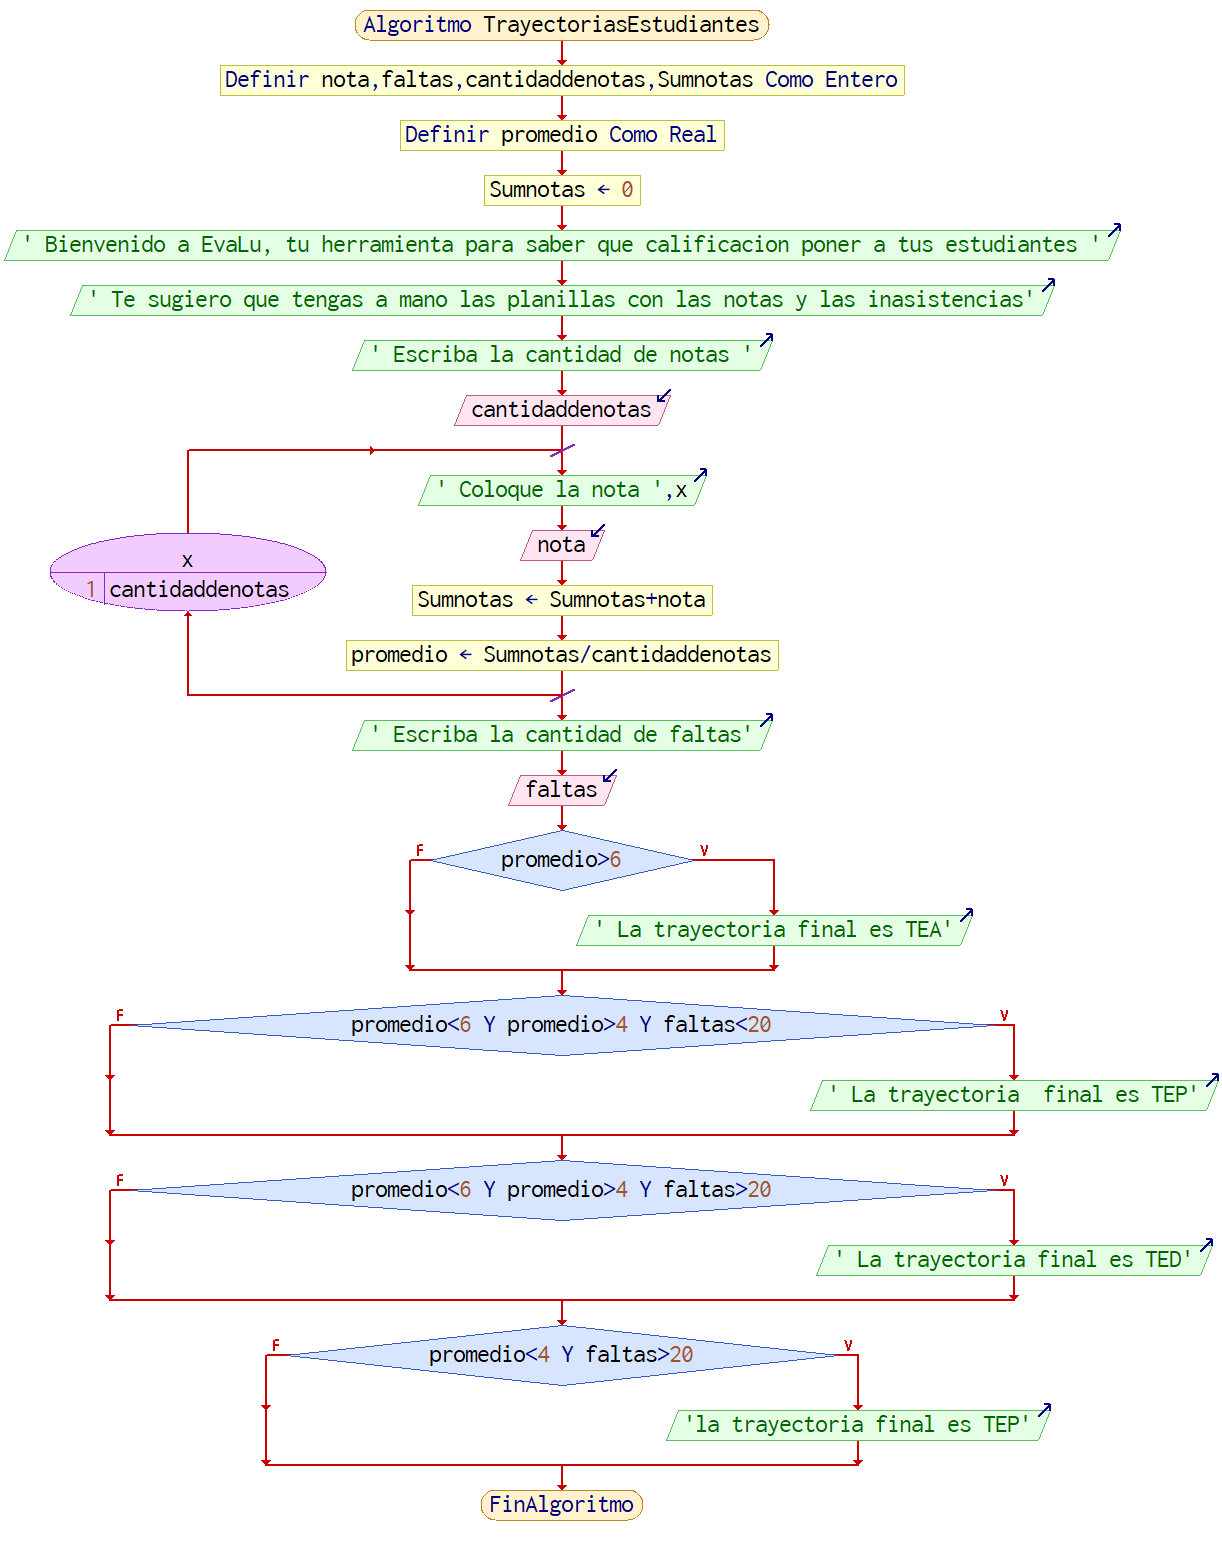 Algoritmo TrayectoriasEstudiantes
Definir nota,faltas,cantidaddenotas,Sumnotas Como Entero
Definir promedio Como Real
Sumnotas ← 0
' Bienvenido a EvaLu, tu herramienta para saber que calificacion poner a tus estudiantes '
' Te sugiero que tengas a mano las planillas con las notas y las inasistencias'
' Escriba la cantidad de notas '
cantidaddenotas
' Coloque la nota ',x
nota
x
1 cantidaddenotas
Sumnotas ← Sumnotas+nota
promedio ← Sumnotas/cantidaddenotas
' Escriba la cantidad de faltas'
faltas
F promedio>6 V
' La trayectoria final es TEA'
F promedio<6 Y promedio>4 Y faltas<20 V
' La trayectoria  final es TEP'
F promedio<6 Y promedio>4 Y faltas>20 V
' La trayectoria final es TED'
F promedio<4 Y faltas>20 V
'la trayectoria final es TEP'
FinAlgoritmo